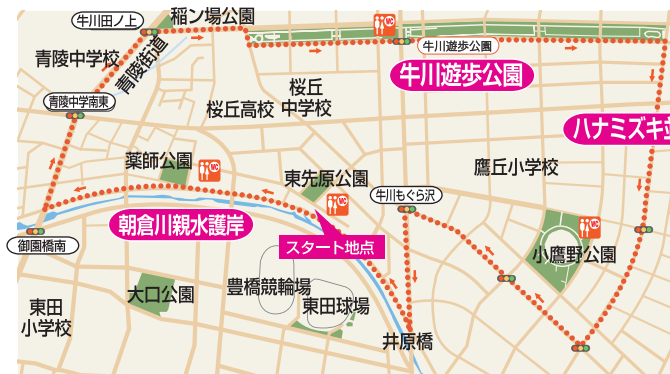 牛川田ノ上
稲ン場公園
WC
牛川遊歩公園
牛川遊歩公園
青陵中学校
青陵街道
桜丘高校
桜丘
中学校
青陵中学南東
ハナミズキ並
薬師公園
WC
東先原公園
WC
牛川もぐら沢
鷹丘小学校
朝倉川親水護岸
スタート地点
WC
小鷹野公園
御園橋南
大口公園
豊橋競輪場
東田球場
東田
小学校
井原橋